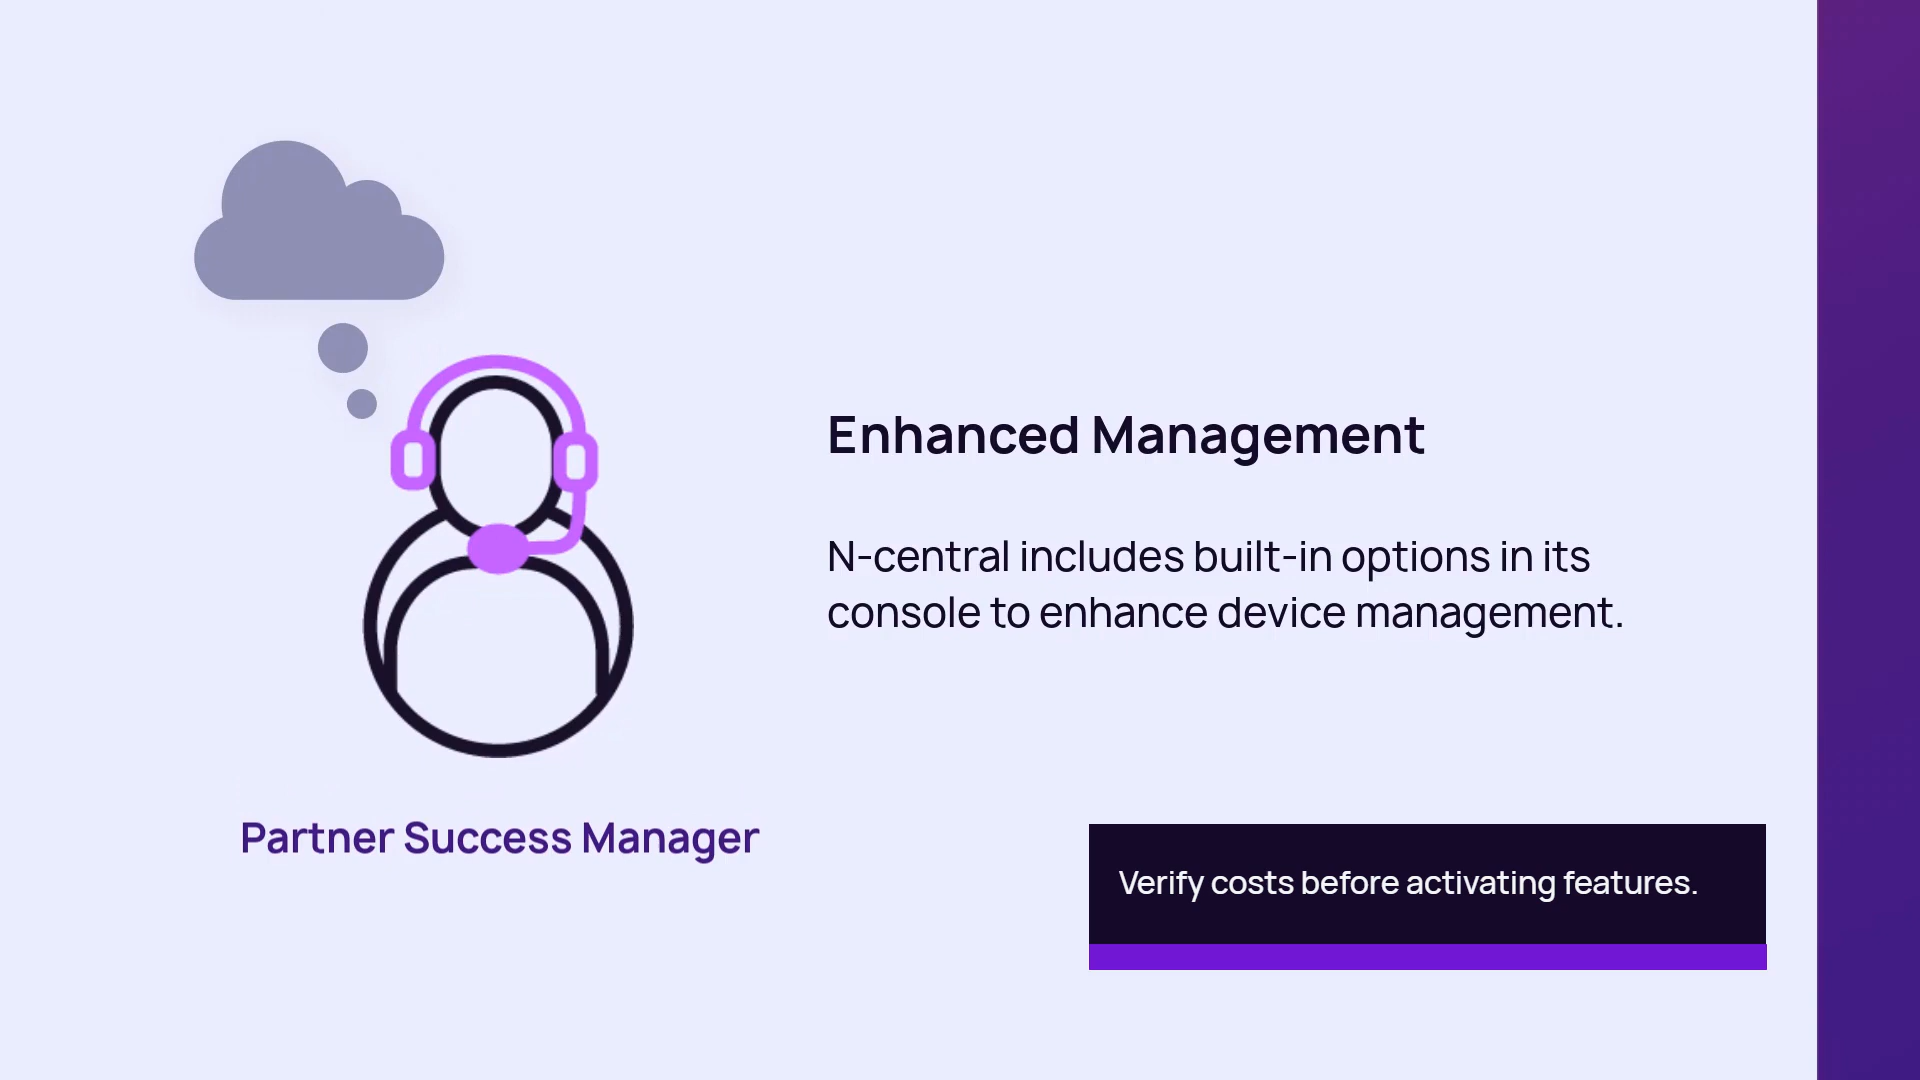 Enhanced Management
N-central includes built-in options in its
console to enhance device management.
Partner Success Manager
Verify costs before activating features.